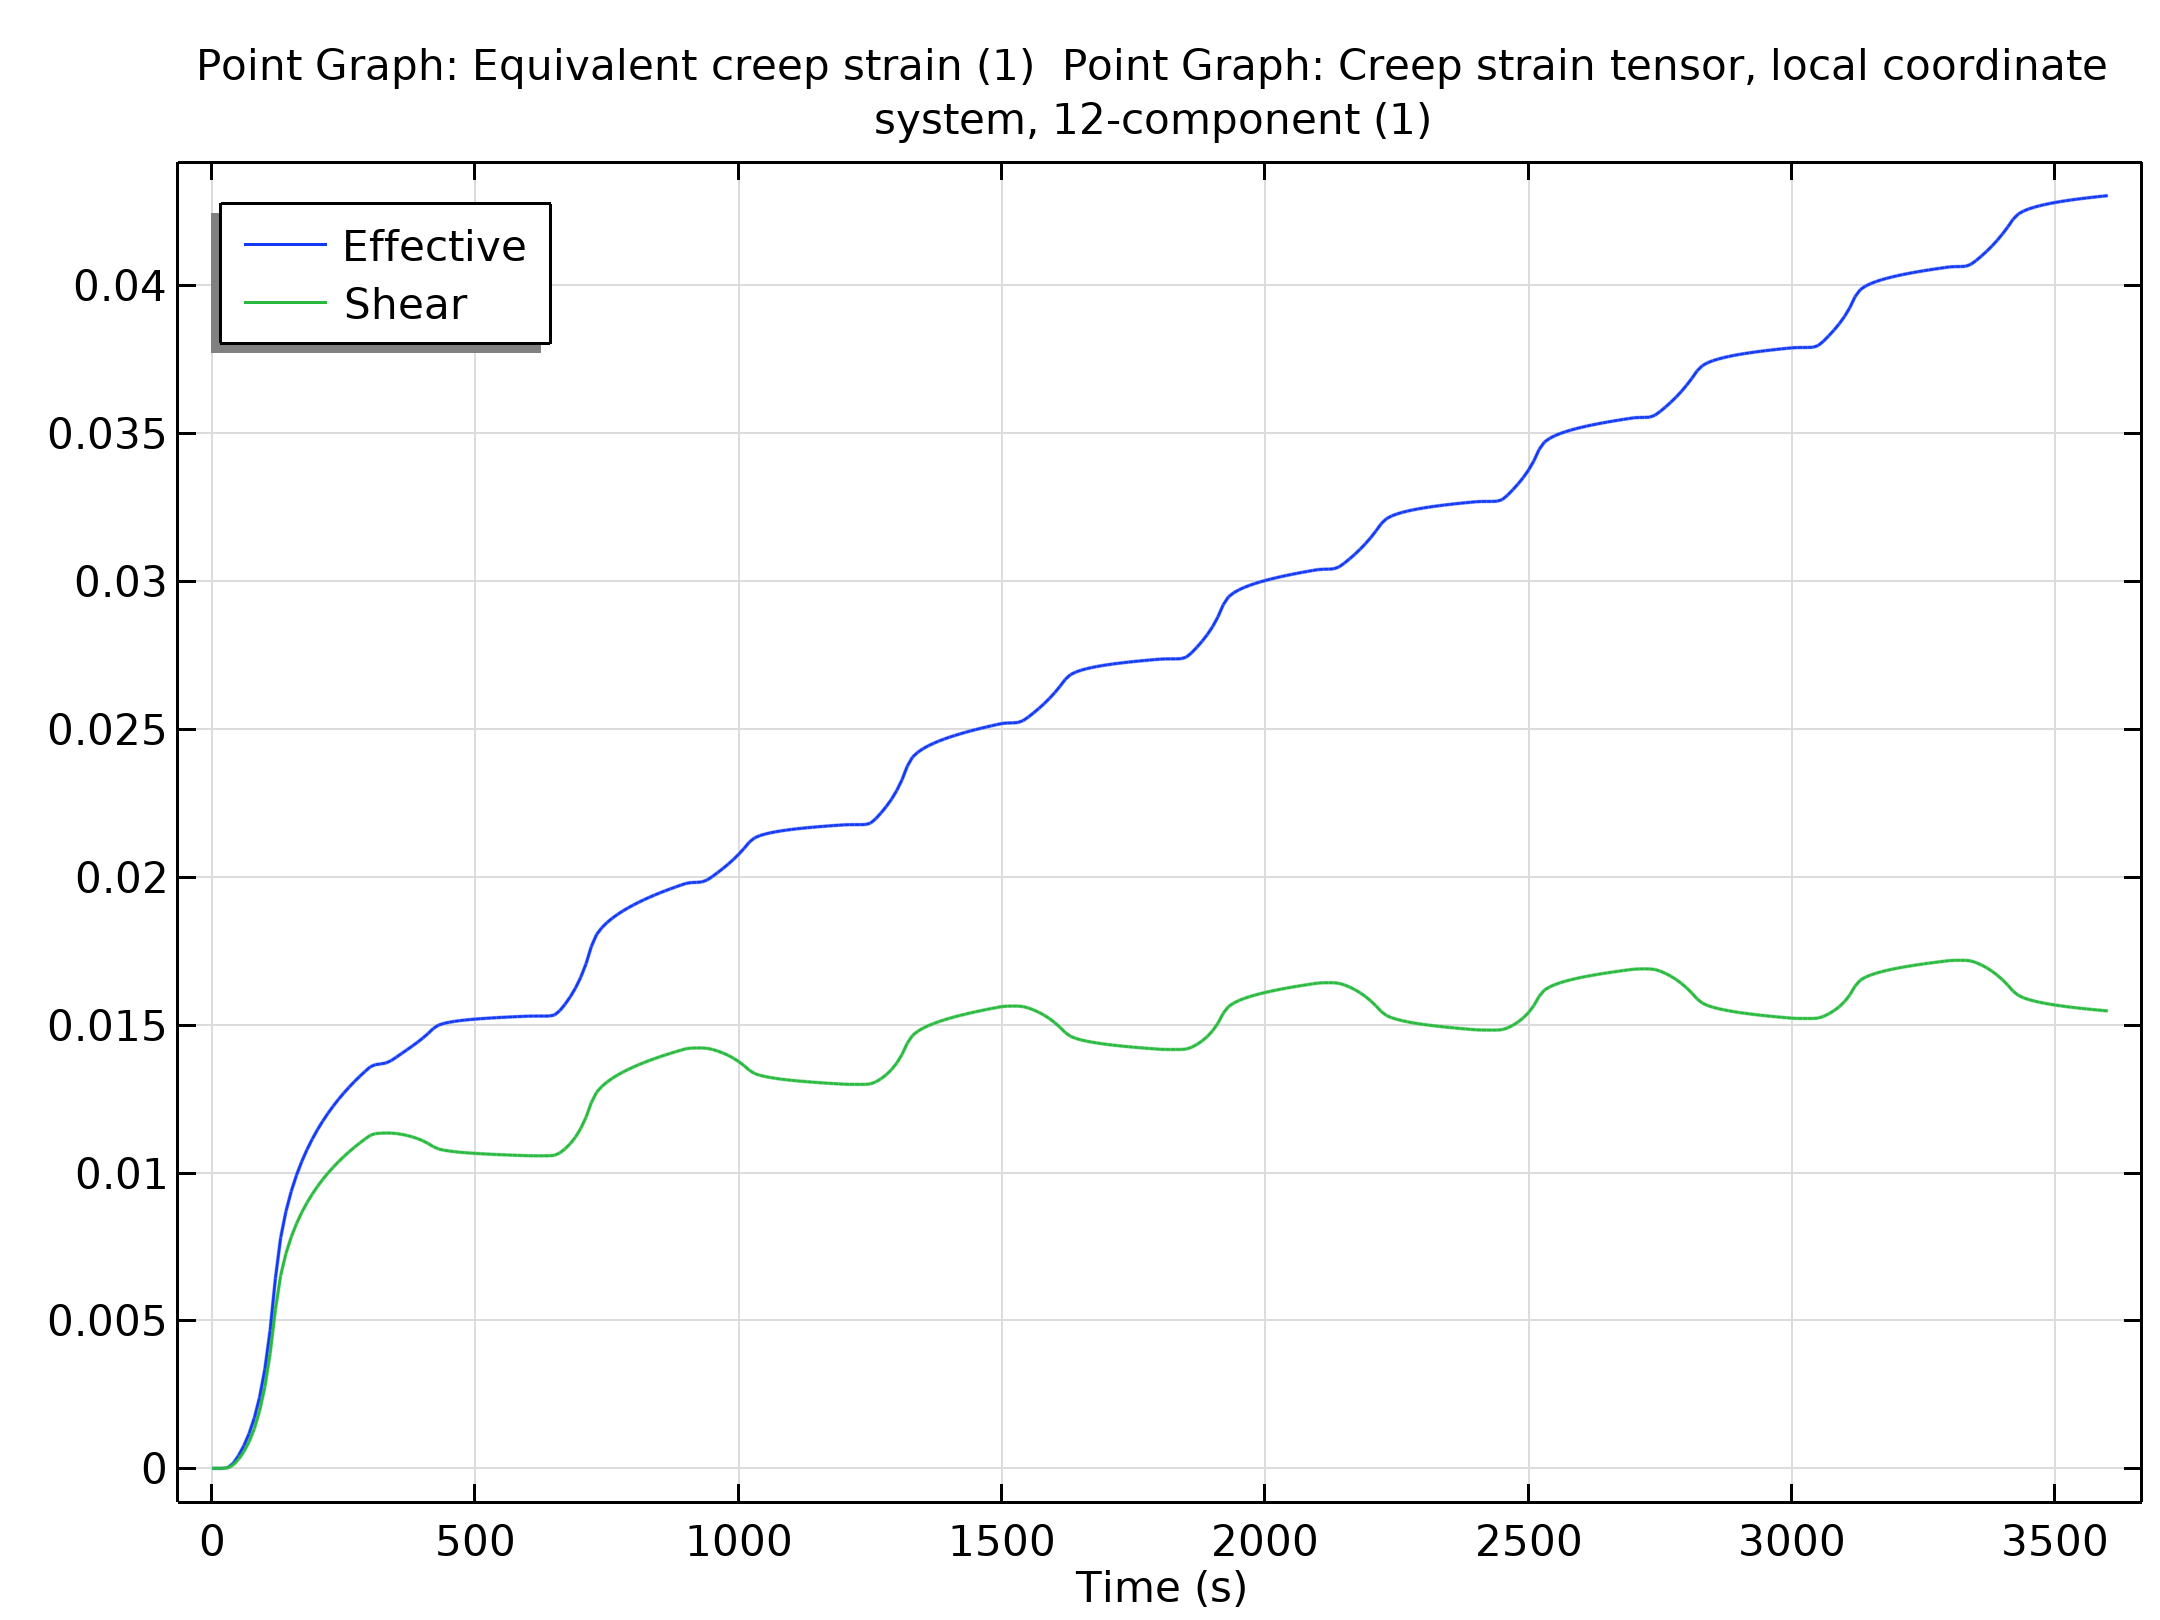 Point Graph: Equivalent creep strain (1)  Point Graph: Creep strain tensor, local coordinate
system, 12-component (1)
Effective
Shear
0.04
0.035
0.03
0.025
0.02
0.015
0.01
0.005
0
0 500 1000 1500 2000 2500 3000 3500
Time (s)